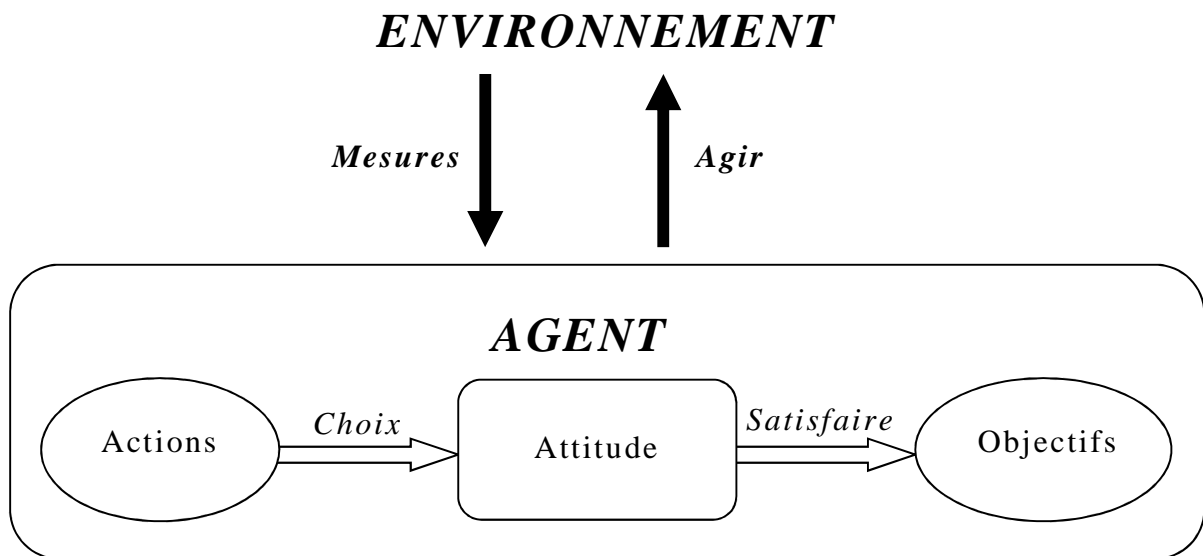 ENVIRONNEMENT
Mesures
Agir
AGENT
Actions
Choix
Attitude
Satisfaire
Objectifs